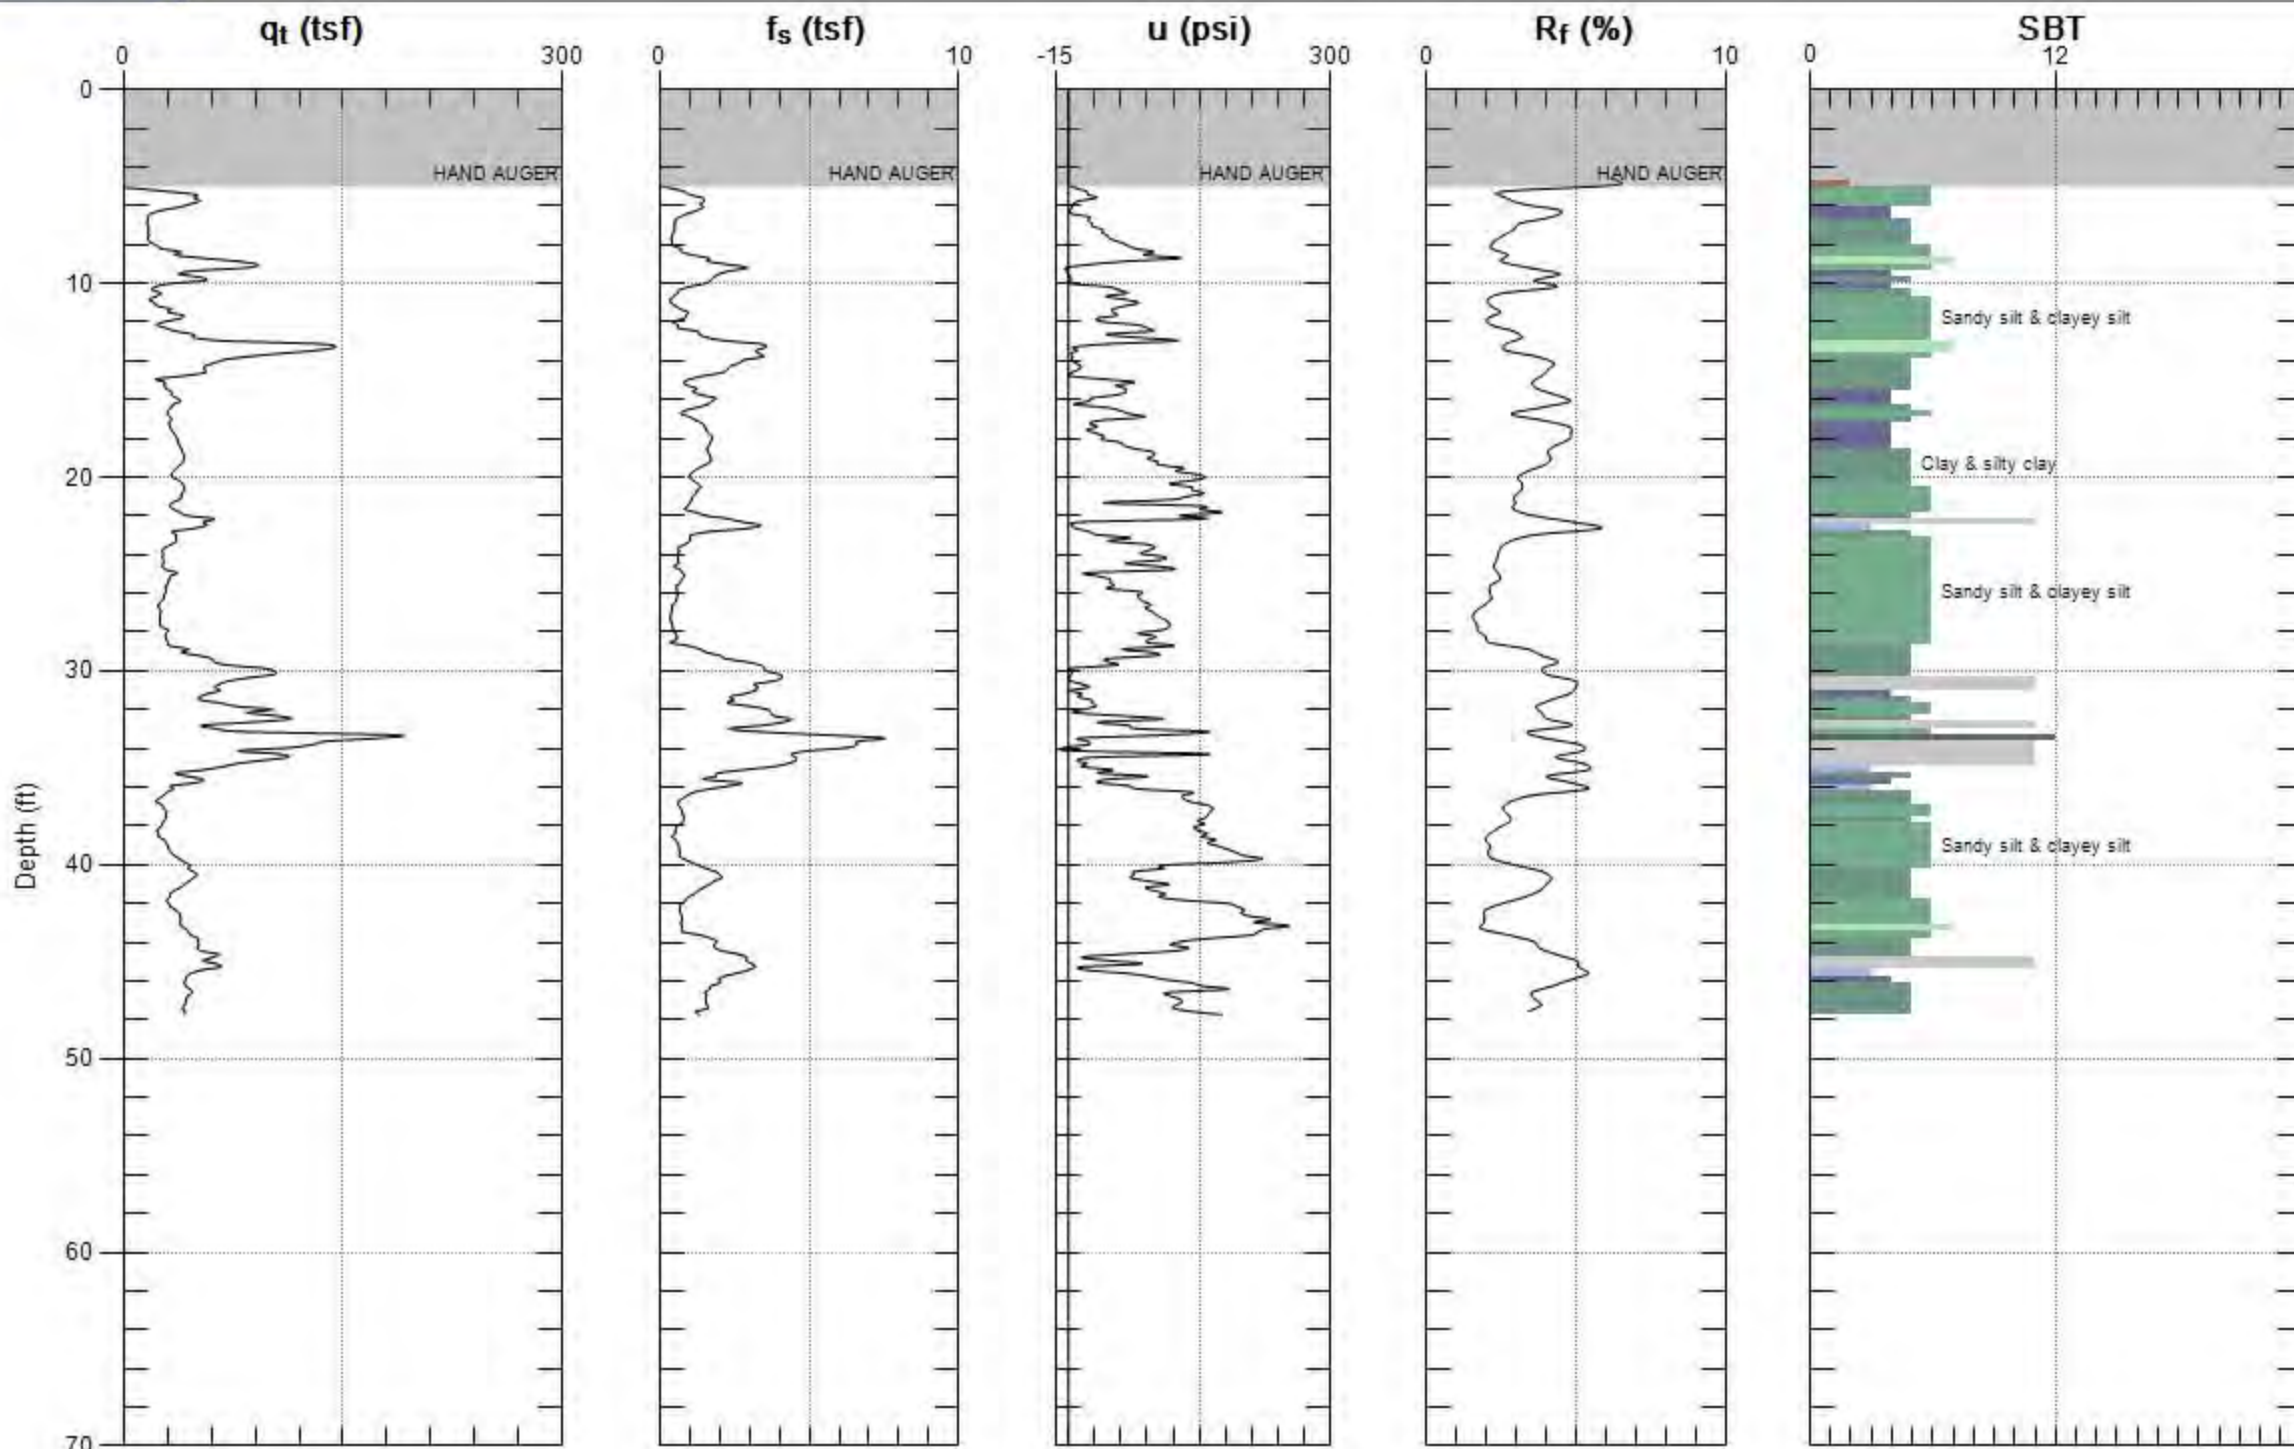 qt (tsf) fs (tsf) u (psi) Rf (%) SBT
0 300 0 10 -15 300 0 10 0 12
0
HAND AUGER HAND AUGER HAND AUGER HAND AUGER
10
Sandy silt & clayey silt
Clay & silty clay
20
Sandy silt & clayey silt
30
Sandy silt & clayey silt
40
Depth (ft)
50
60
70